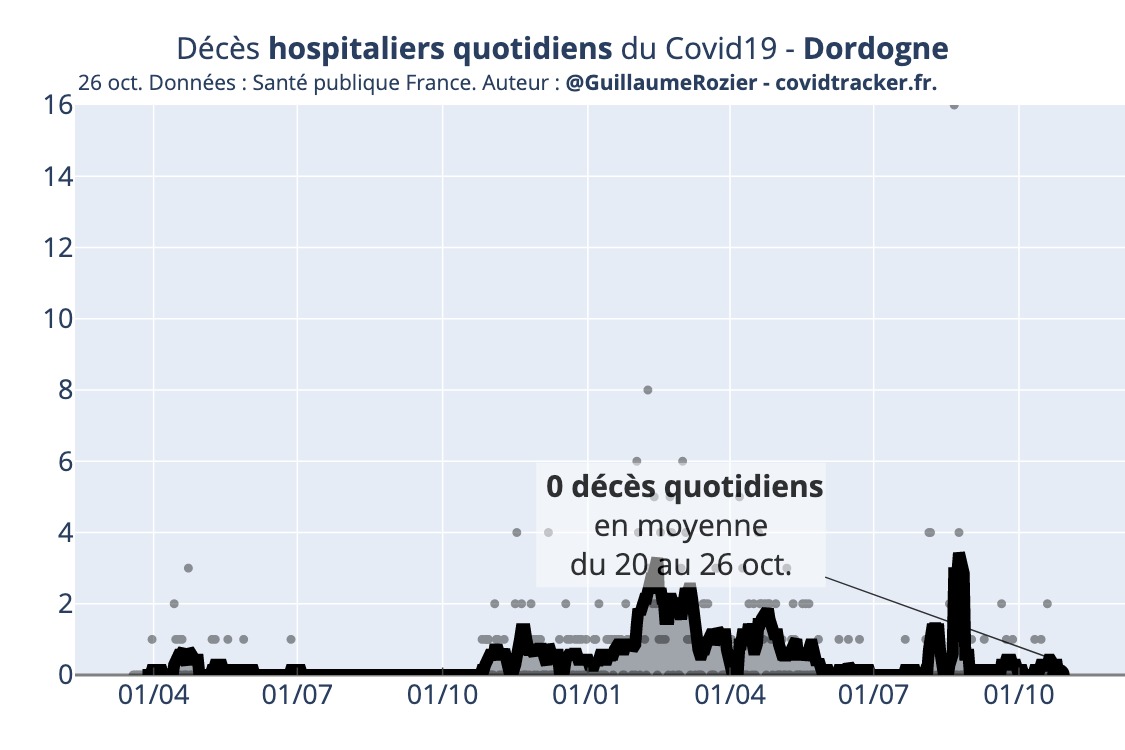 Décès hospitaliers quotidiens du Covid19 - Dordogne
26 oct. Données : Santé publique France. Auteur : @GuillaumeRozier - covidtracker.fr.
16
14
12
10
8
6
4
2
0
0 décès quotidiens
en moyenne
du 20 au 26 oct.
01/04 01/07 01/10 01/01 01/04 01/07 01/10